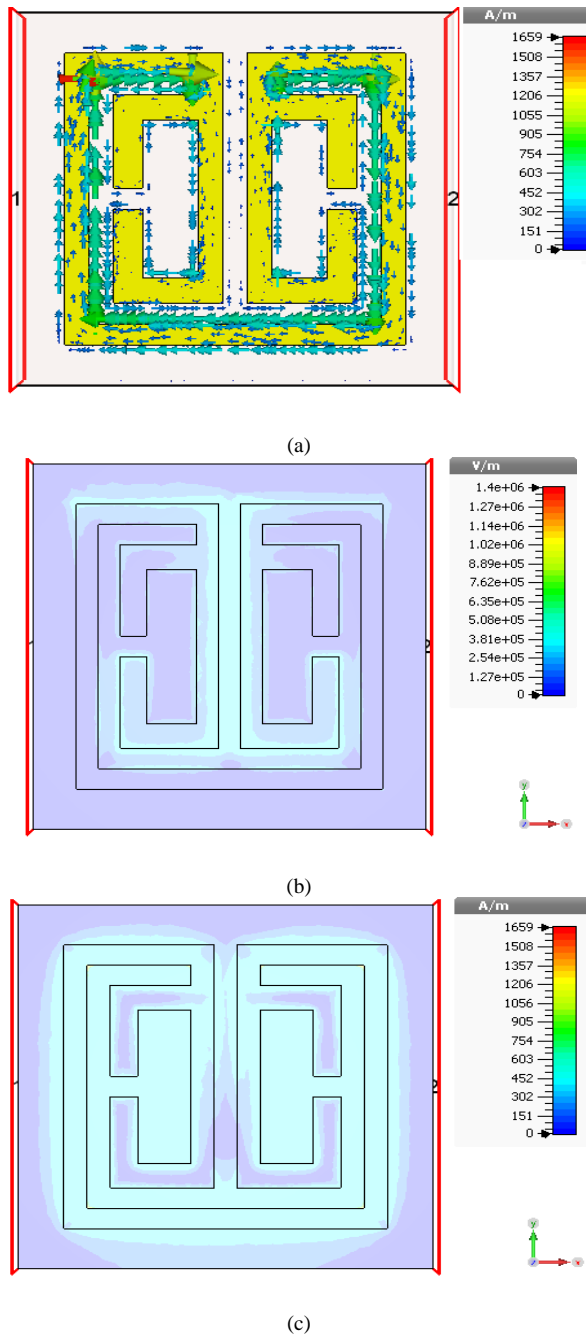 A/m
1659
1508
1357
1206
1055
905
754
603
452
302
151
0
1
2
(a)
V/m
1.4e+06
1.27e+06
1.14e+06
1.02e+06
8.89e+05
7.62e+05
6.35e+05
5.08e+05
3.81e+05
2.54e+05
1.27e+05
0
1
2
y
z
x
(b)
A/m
1659
1508
1357
1206
1056
905
754
603
452
302
151
0
1
2
y
z
x
(c)